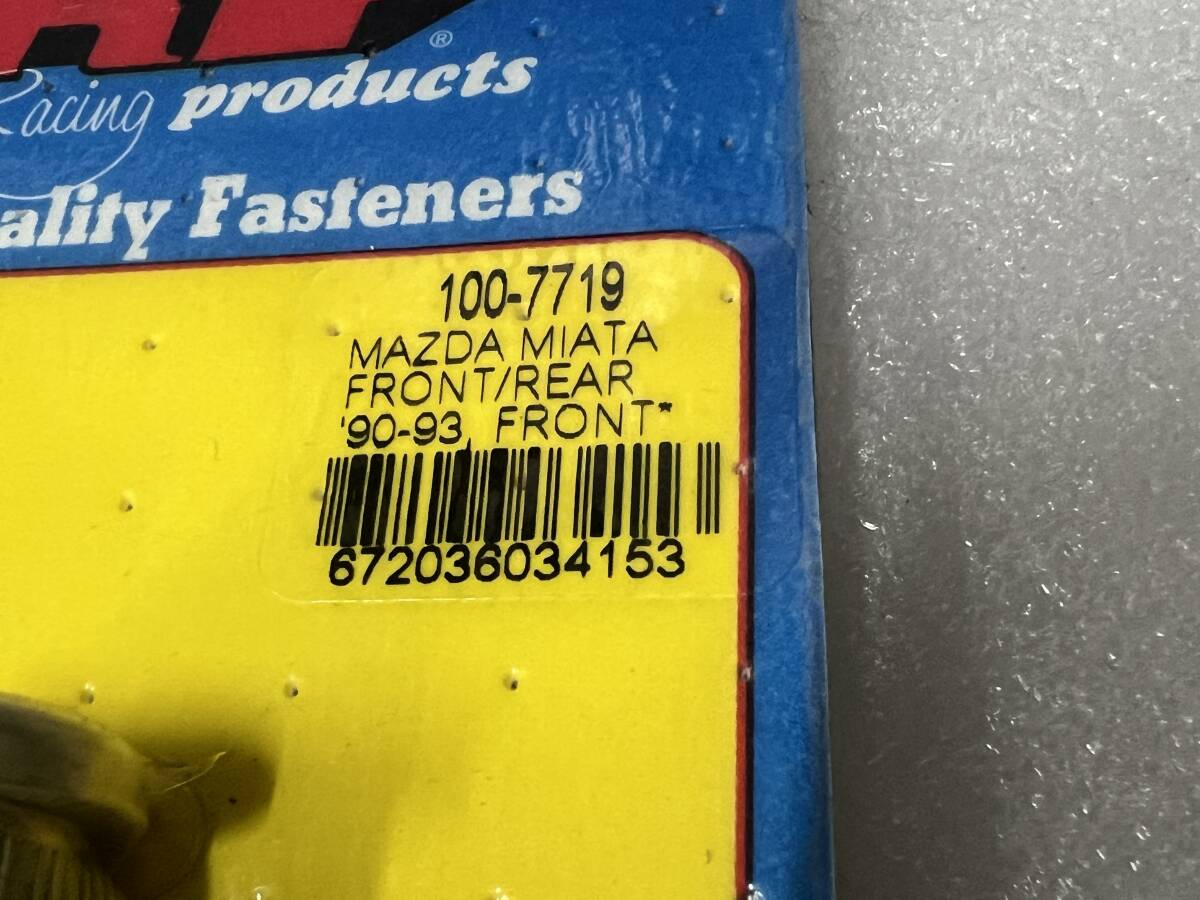 ®
Racing products
ality Fasteners
100-7719
MAZDA MIATA
FRONT/REAR
'90-93, FRONT*
672036034153